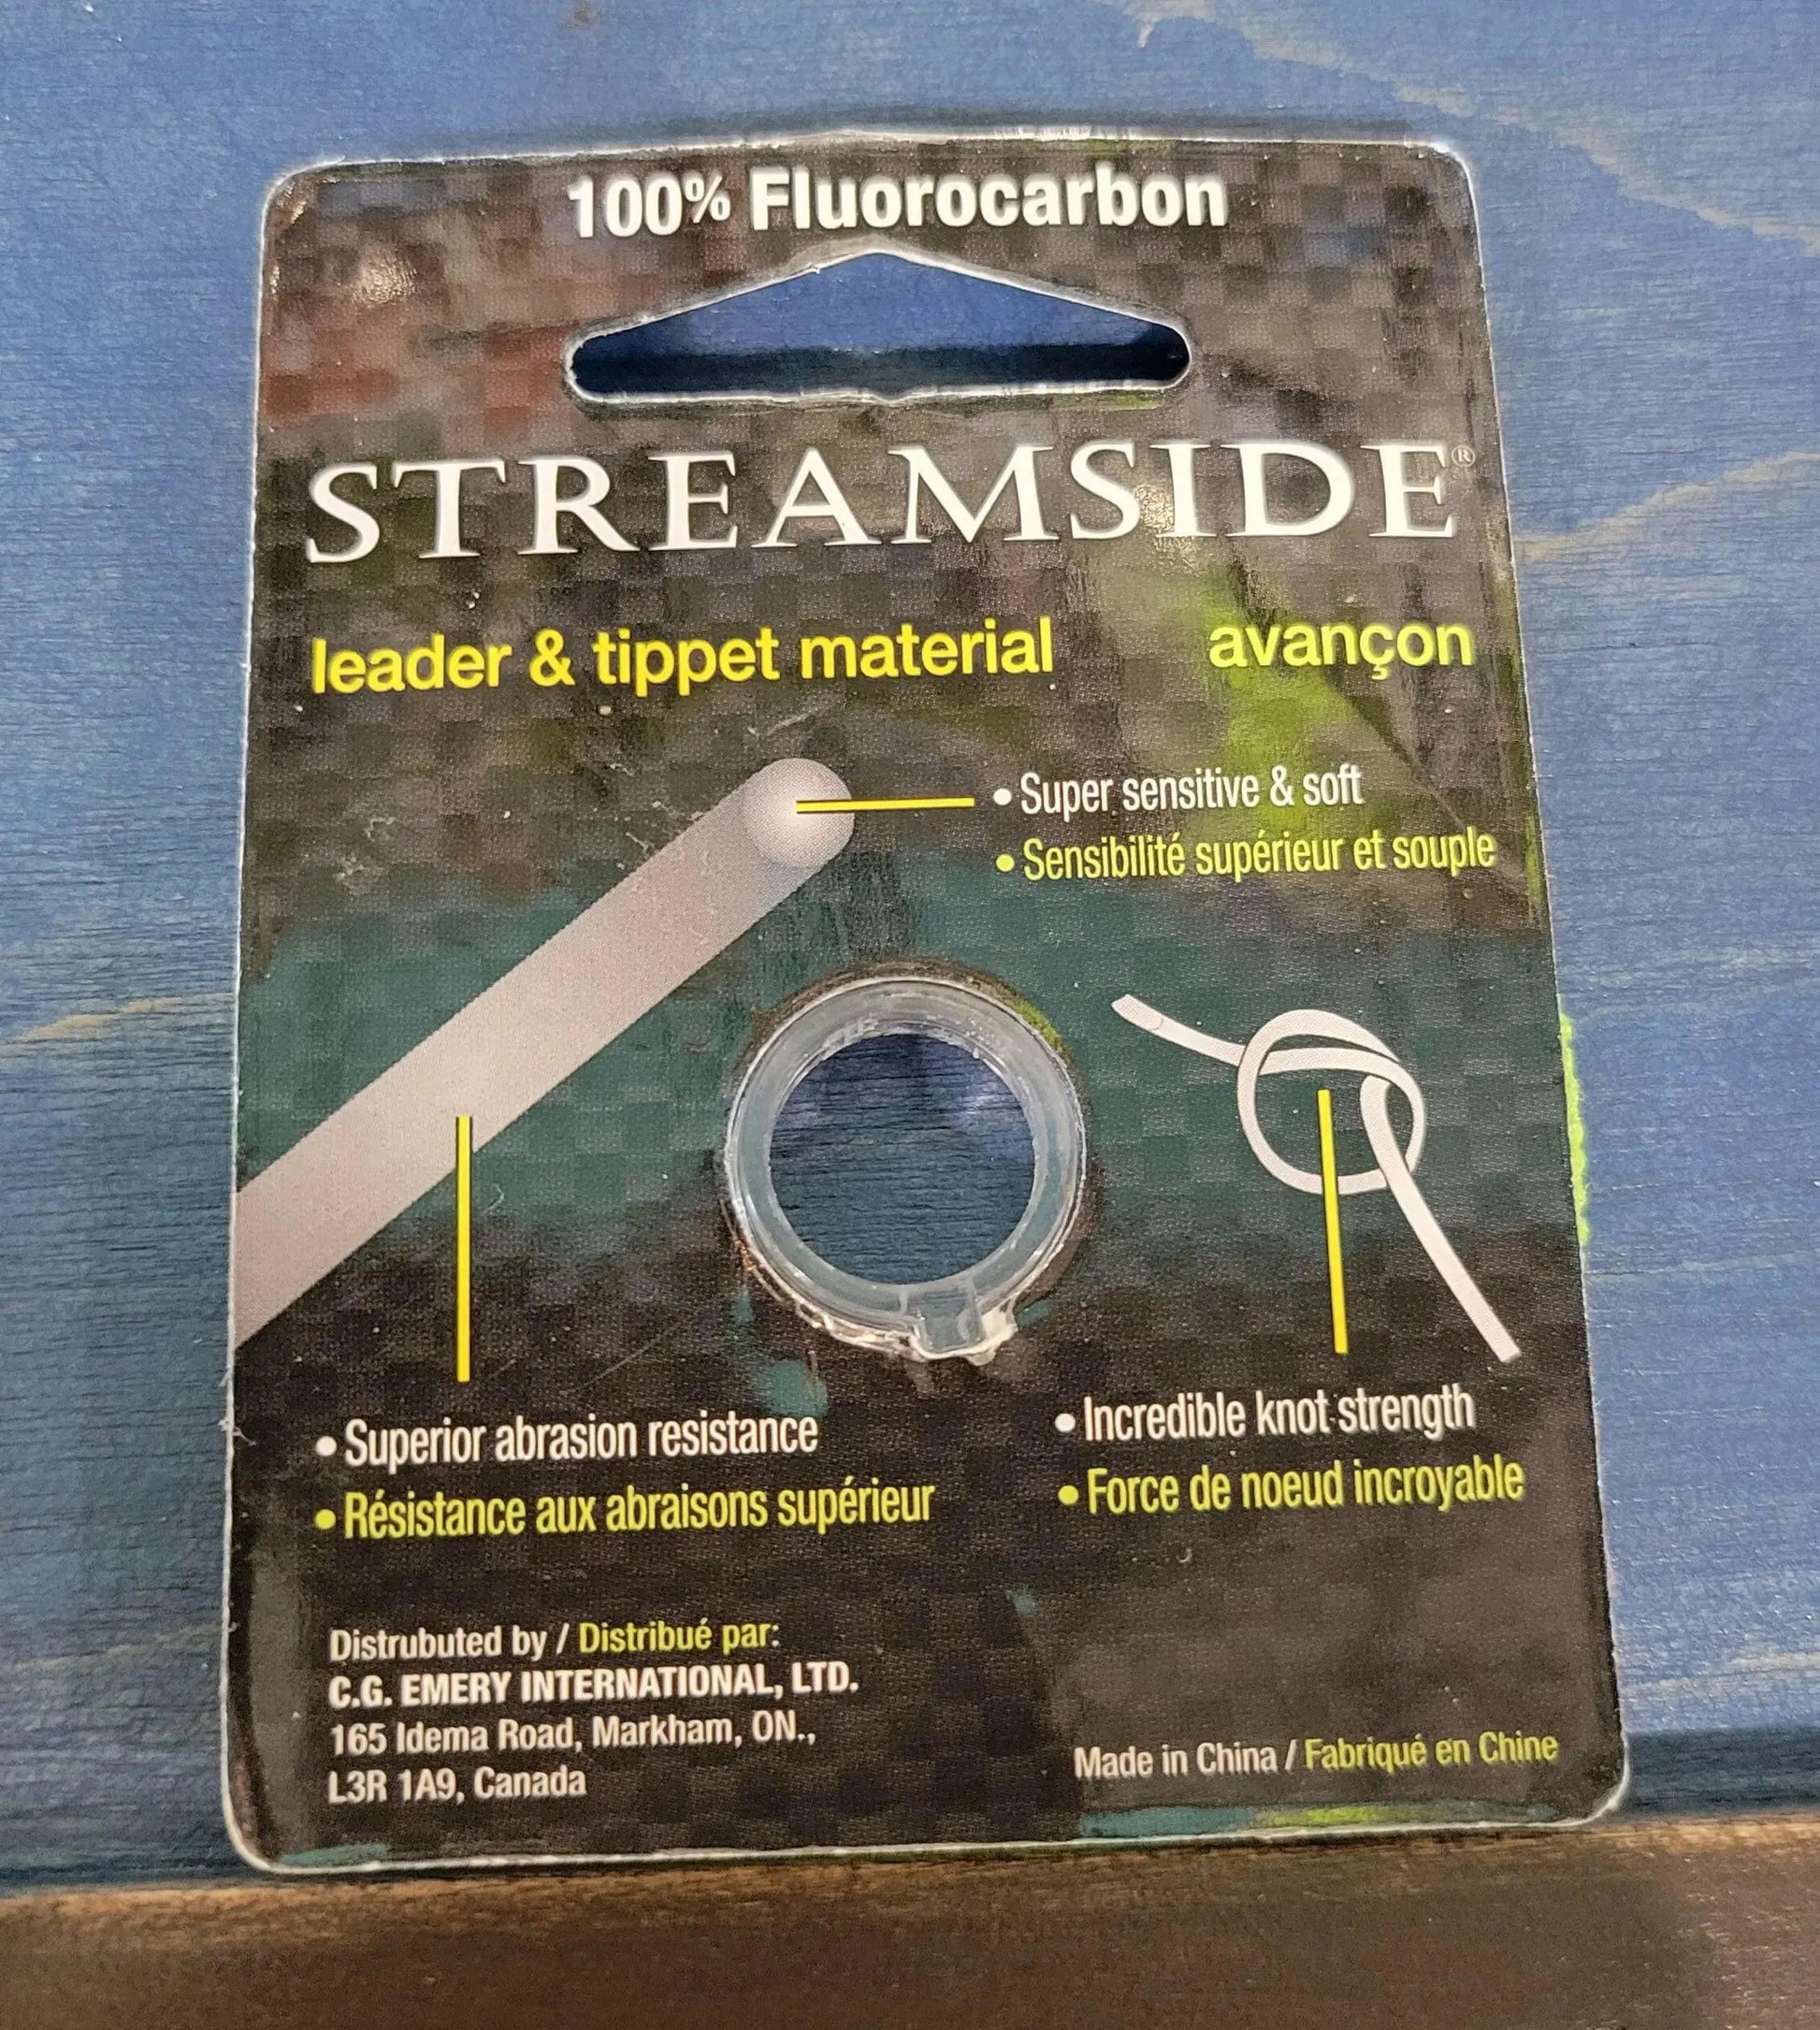 100% Fluorocarbon
STREAMSIDE®
leader & tippet material avançon
• Super sensitive & soft
• Sensibilité supérieur et souple
• Superior abrasion resistance
• Résistance aux abraisons supérieur
• Incredible knot strength
• Force de noeud incroyable
Distrubuted by / Distribué par:
C.G. EMERY INTERNATIONAL, LTD.
165 Idema Road, Markham, ON.,
L3R 1A9, Canada
Made in China / Fabriqué en Chine